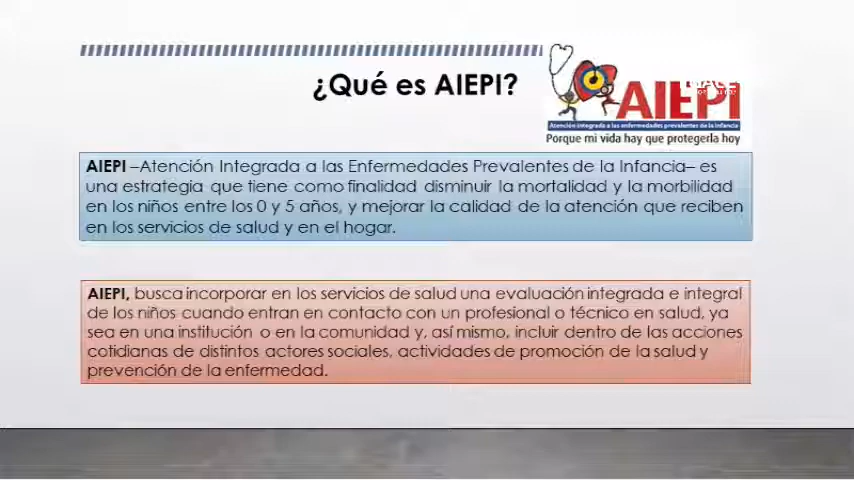 ¿Qué es AIEPI?
AIEPI
Atención integrada a las enfermedades prevalentes de la infancia
Porque mi vida hay que protegerla hoy
AIEPI –Atención Integrada a las Enfermedades Prevalentes de la Infancia– es
una estrategia que tiene como finalidad disminuir la mortalidad y la morbilidad
en los niños entre los 0 y 5 años, y mejorar la calidad de la atención que reciben
en los servicios de salud y en el hogar.
AIEPI, busca incorporar en los servicios de salud una evaluación integrada e integral
de los niños cuando entran en contacto con un profesional o técnico en salud, ya
sea en una institución o en la comunidad y, así mismo, incluir dentro de las acciones
cotidianas de distintos actores sociales, actividades de promoción de la salud y
prevención de la enfermedad.